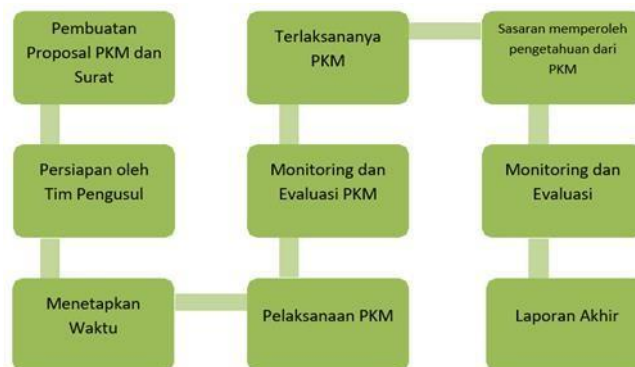 Pembuatan
Proposal PKM dan
Surat
Persiapan oleh
Tim Pengusul
Menetapkan
Waktu
Pelaksanaan PKM
Monitoring dan
Evaluasi PKM
Terlaksananya
PKM
Sasaran memperoleh
pengetahuan dari
PKM
Monitoring dan
Evaluasi
Laporan Akhir